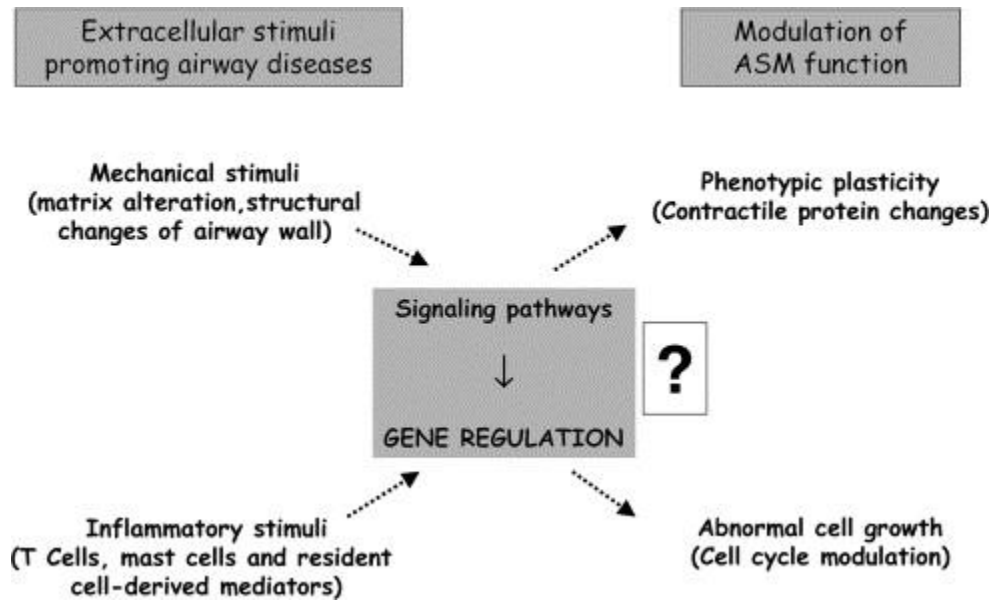 Extracellular stimuli
promoting airway diseases
Modulation of
ASM function
Mechanical stimuli
(matrix alteration,structural
changes of airway wall)
Phenotypic plasticity
(Contractile protein changes)
Signaling pathways
↓
GENE REGULATION
?
Inflammatory stimuli
(T Cells, mast cells and resident
cell-derived mediators)
Abnormal cell growth
(Cell cycle modulation)